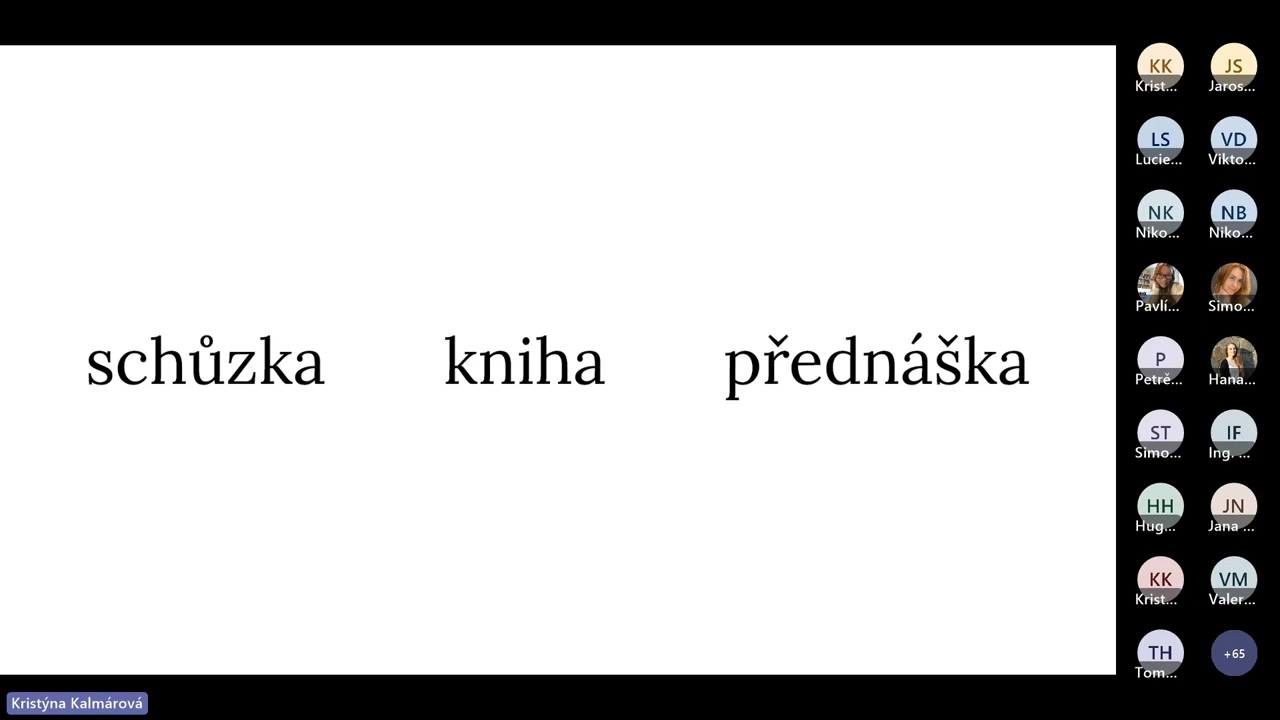 schůzka kniha přednáška
KK JS
Krist... Jaros...
LS VD
Lucie... Vikto...
NK NB
Niko... Niko...
Pavlí... Simo...
P
Petrě... Hana...
ST IF
Simo... Ing. ...
HH JN
Hug... Jana ...
KK VM
Krist... Valer...
TH +65
Tom...
Kristýna Kalmárová